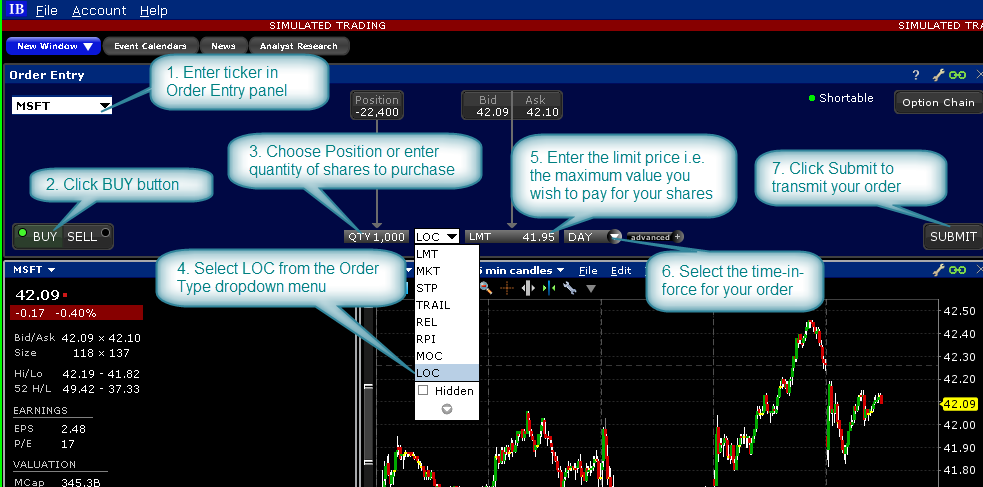 IB File Account Help
SIMULATED TRADING SIMULATED TRA
New Window Event Calendars News Analyst Research
Order Entry
?
1. Enter ticker in
Order Entry panel
MSFT
Position
-22,400
Bid Ask
42.09 42.10
Shortable
Option Chain
2. Click BUY button
3. Choose Position or enter
quantity of shares to purchase
5. Enter the limit price i.e.
the maximum value you
wish to pay for your shares
7. Click Submit to
transmit your order
BUY SELL
QTY 1,000 LOC LMT 41.95 DAY advanced +
SUBMIT
4. Select LOC from the Order
Type dropdown menu
6. Select the time-in-
force for your order
LMT
MKT
STP
TRAIL
REL
RPI
MOC
LOC
Hidden
MSFT
5 min candles File Edit
42.09
-0.17 -0.40%
Bid/Ask 42.09 × 42.10
Size 118 × 137
Hi/Lo 42.19 - 41.82
52 H/L 49.42 - 37.33
EARNINGS
EPS 2.48
P/E 17
VALUATION
MCap 345.3B
42.50
42.40
42.30
42.20
42.09
42.00
41.90
41.80